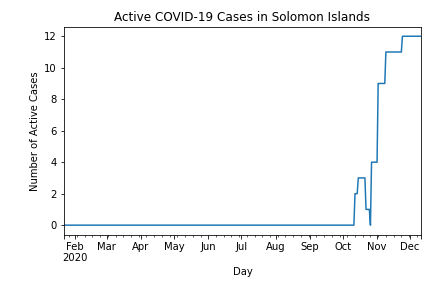 Active COVID-19 Cases in Solomon Islands
12
10
8
6
4
2
0
Number of Active Cases
Feb Mar Apr May Jun Jul Aug Sep Oct Nov Dec
2020
Day